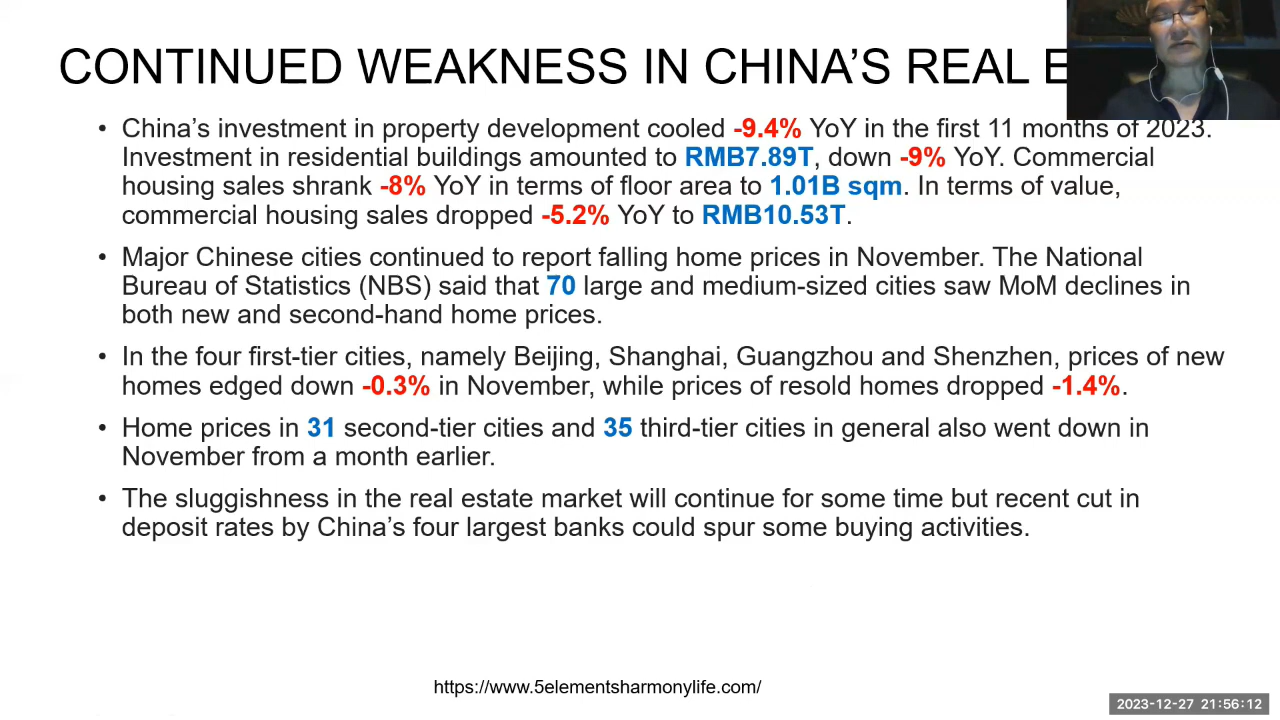 CONTINUED WEAKNESS IN CHINA'S REAL E
• China's investment in property development cooled -9.4% YoY in the first 11 months of 2023.
Investment in residential buildings amounted to RMB7.89T, down -9% YoY. Commercial
housing sales shrank -8% YoY in terms of floor area to 1.01B sqm. In terms of value,
commercial housing sales dropped -5.2% YoY to RMB10.53T.
• Major Chinese cities continued to report falling home prices in November. The National
Bureau of Statistics (NBS) said that 70 large and medium-sized cities saw MoM declines in
both new and second-hand home prices.
• In the four first-tier cities, namely Beijing, Shanghai, Guangzhou and Shenzhen, prices of new
homes edged down -0.3% in November, while prices of resold homes dropped -1.4%.
• Home prices in 31 second-tier cities and 35 third-tier cities in general also went down in
November from a month earlier.
• The sluggishness in the real estate market will continue for some time but recent cut in
deposit rates by China's four largest banks could spur some buying activities.
https://www.5elementsharmonylife.com/
2023-12-27 21:56:12